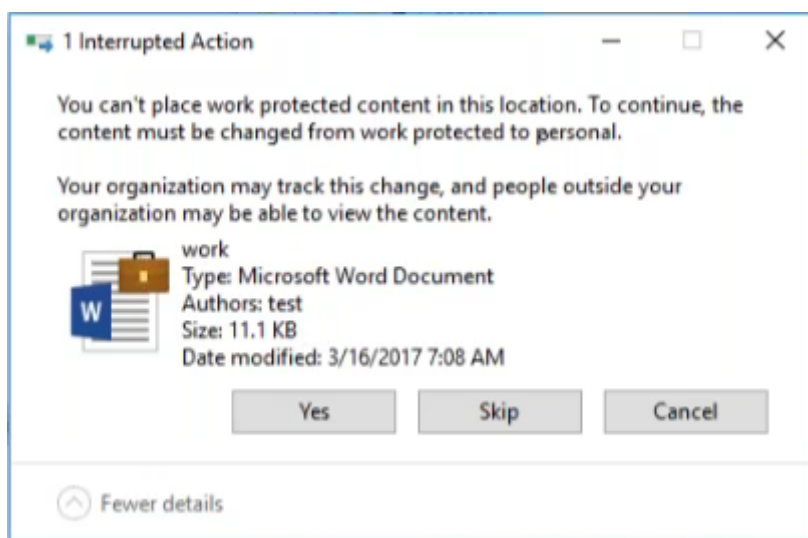 1 Interrupted Action
You can't place work protected content in this location. To continue, the
content must be changed from work protected to personal.
Your organization may track this change, and people outside your
organization may be able to view the content.
work
Type: Microsoft Word Document
Authors: test
Size: 11.1 KB
Date modified: 3/16/2017 7:08 AM
W
Yes Skip Cancel
Fewer details